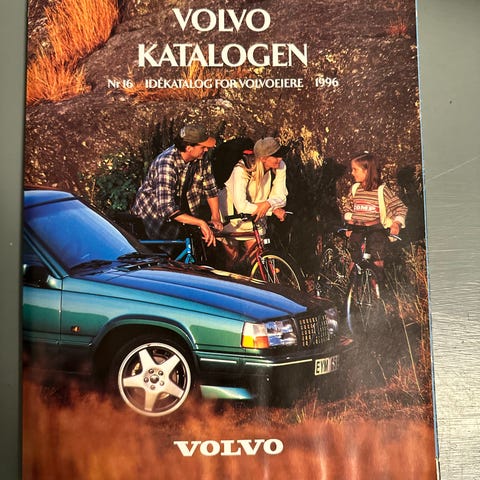 VOLVO
KATALOGEN
Nr 16 IDÉKATALOG FOR VOLVOEIERE 1996
VOLVO